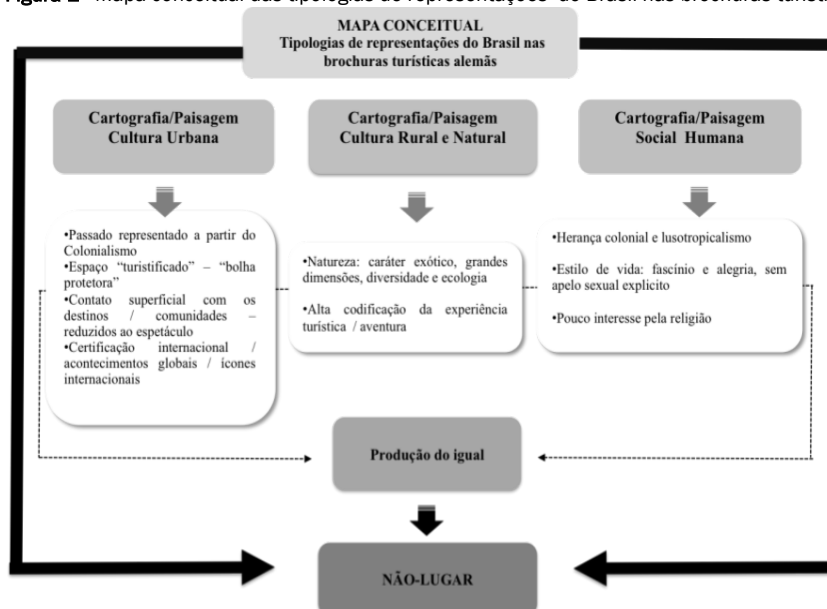 Figura 2 - Mapa conceitual das tipologias de representações do Brasil nas brochuras
MAPA CONCEITUAL
Tipologias de representações do Brasil nas
brochuras turísticas alemãs
Cartografia/Paisagem
Cultura Urbana
Cartografia/Paisagem
Cultura Rural e Natural
Cartografia/Paisagem
Social Humana
•Passado representado a partir do
Colonialismo
•Espaço “turistificado” – “bolha
protetora”
•Contato superficial com os
destinos / comunidades –
reduzidos ao espetáculo
•Certificação internacional /
acontecimentos globais / ícones
internacionais
•Natureza: caráter exótico, grandes
dimensões, diversidade e ecologia
•Alta codificação da experiência
turística / aventura
•Herança colonial e lusotropicalismo
•Estilo de vida: fascínio e alegria, sem
apelo sexual explicito
•Pouco interesse pela religião
Produção do igual
NÃO-LUGAR